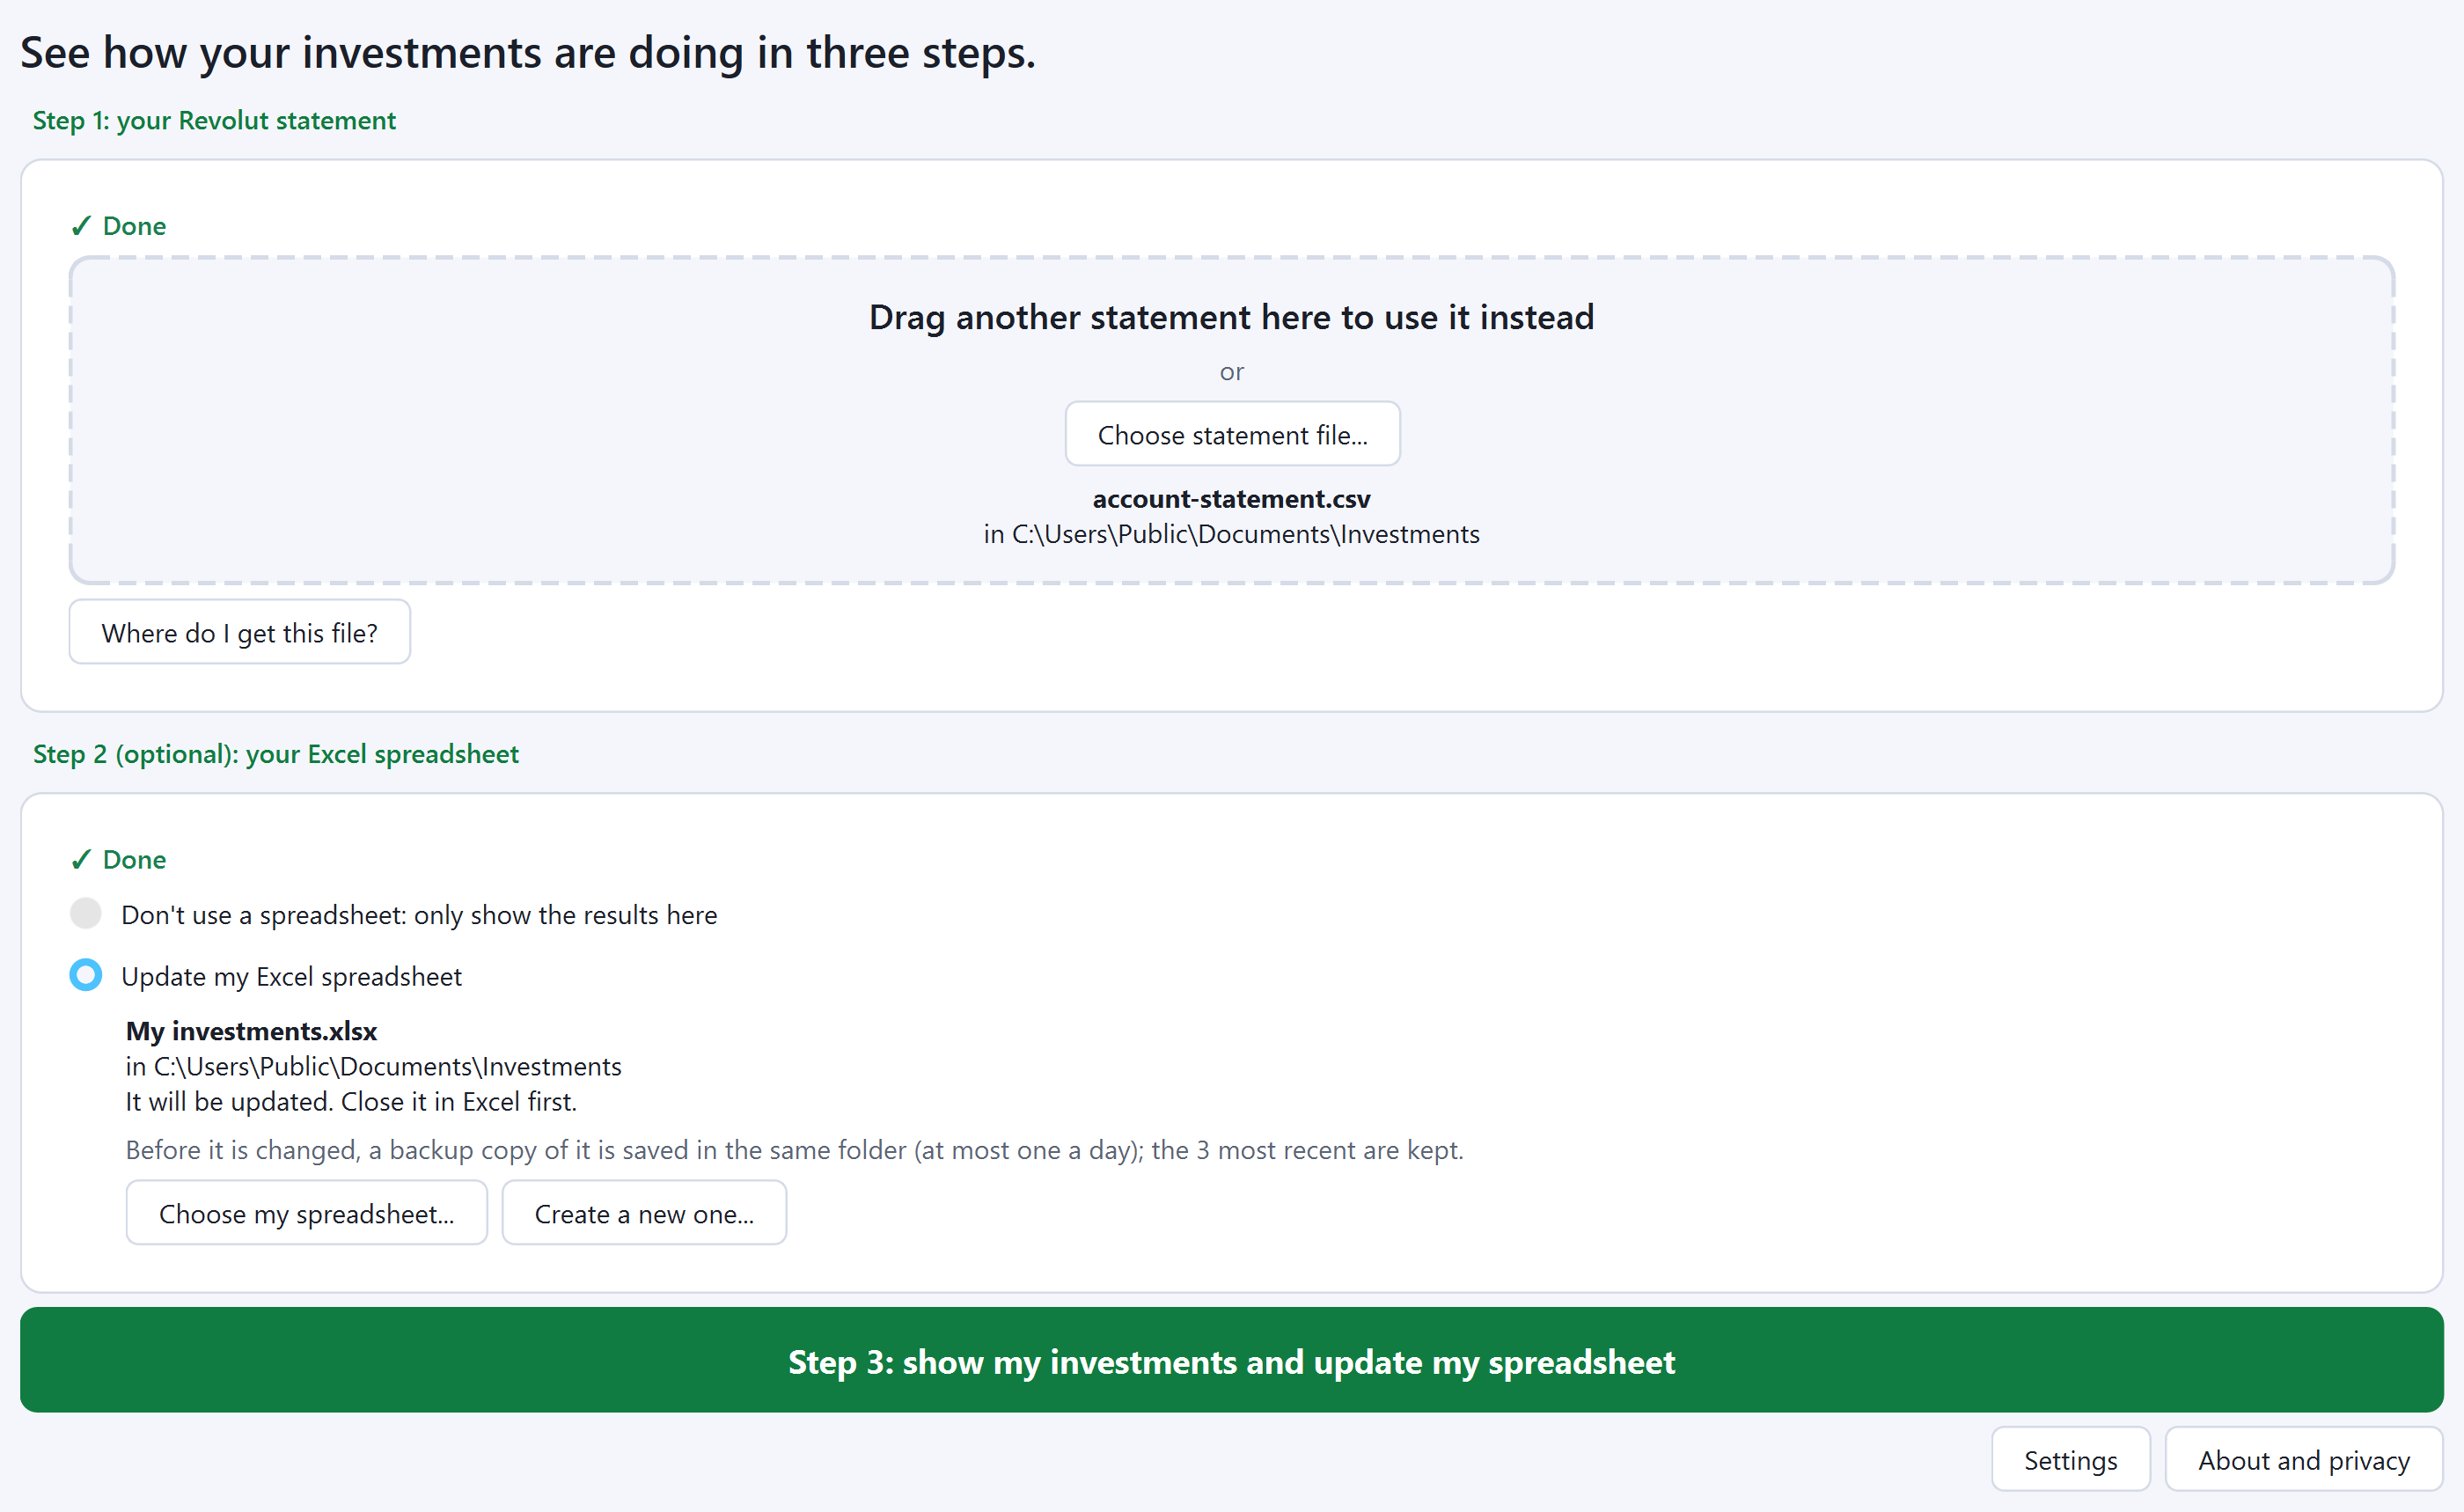 See how your investments are doing in three steps.
Step 1: your Revolut statement
✓ Done
Drag another statement here to use it instead
or
Choose statement file...
account-statement.csv
in C:\Users\Public\Documents\Investments
Where do I get this file?
Step 2 (optional): your Excel spreadsheet
✓ Done
Don't use a spreadsheet: only show the results here
Update my Excel spreadsheet
My investments.xlsx
in C:\Users\Public\Documents\Investments
It will be updated. Close it in Excel first.
Before it is changed, a backup copy of it is saved in the same folder (at most one a day); the 3 most recent are kept.
Choose my spreadsheet... Create a new one...
Step 3: show my investments and update my spreadsheet
Settings About and privacy